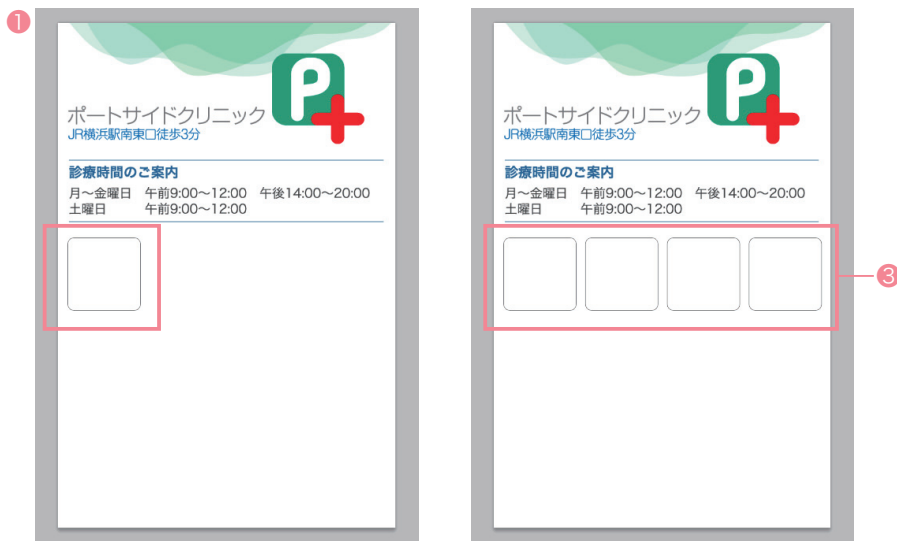 ❶
ポートサイドクリニック
P
JR横浜駅南東口徒歩3分
診療時間のご案内
月〜金曜日 午前9:00〜12:00 午後14:00〜20:00
土曜日 午前9:00〜12:00
ポートサイドクリニック
P
JR横浜駅南東口徒歩3分
診療時間のご案内
月〜金曜日 午前9:00〜12:00 午後14:00〜20:00
土曜日 午前9:00〜12:00
❸